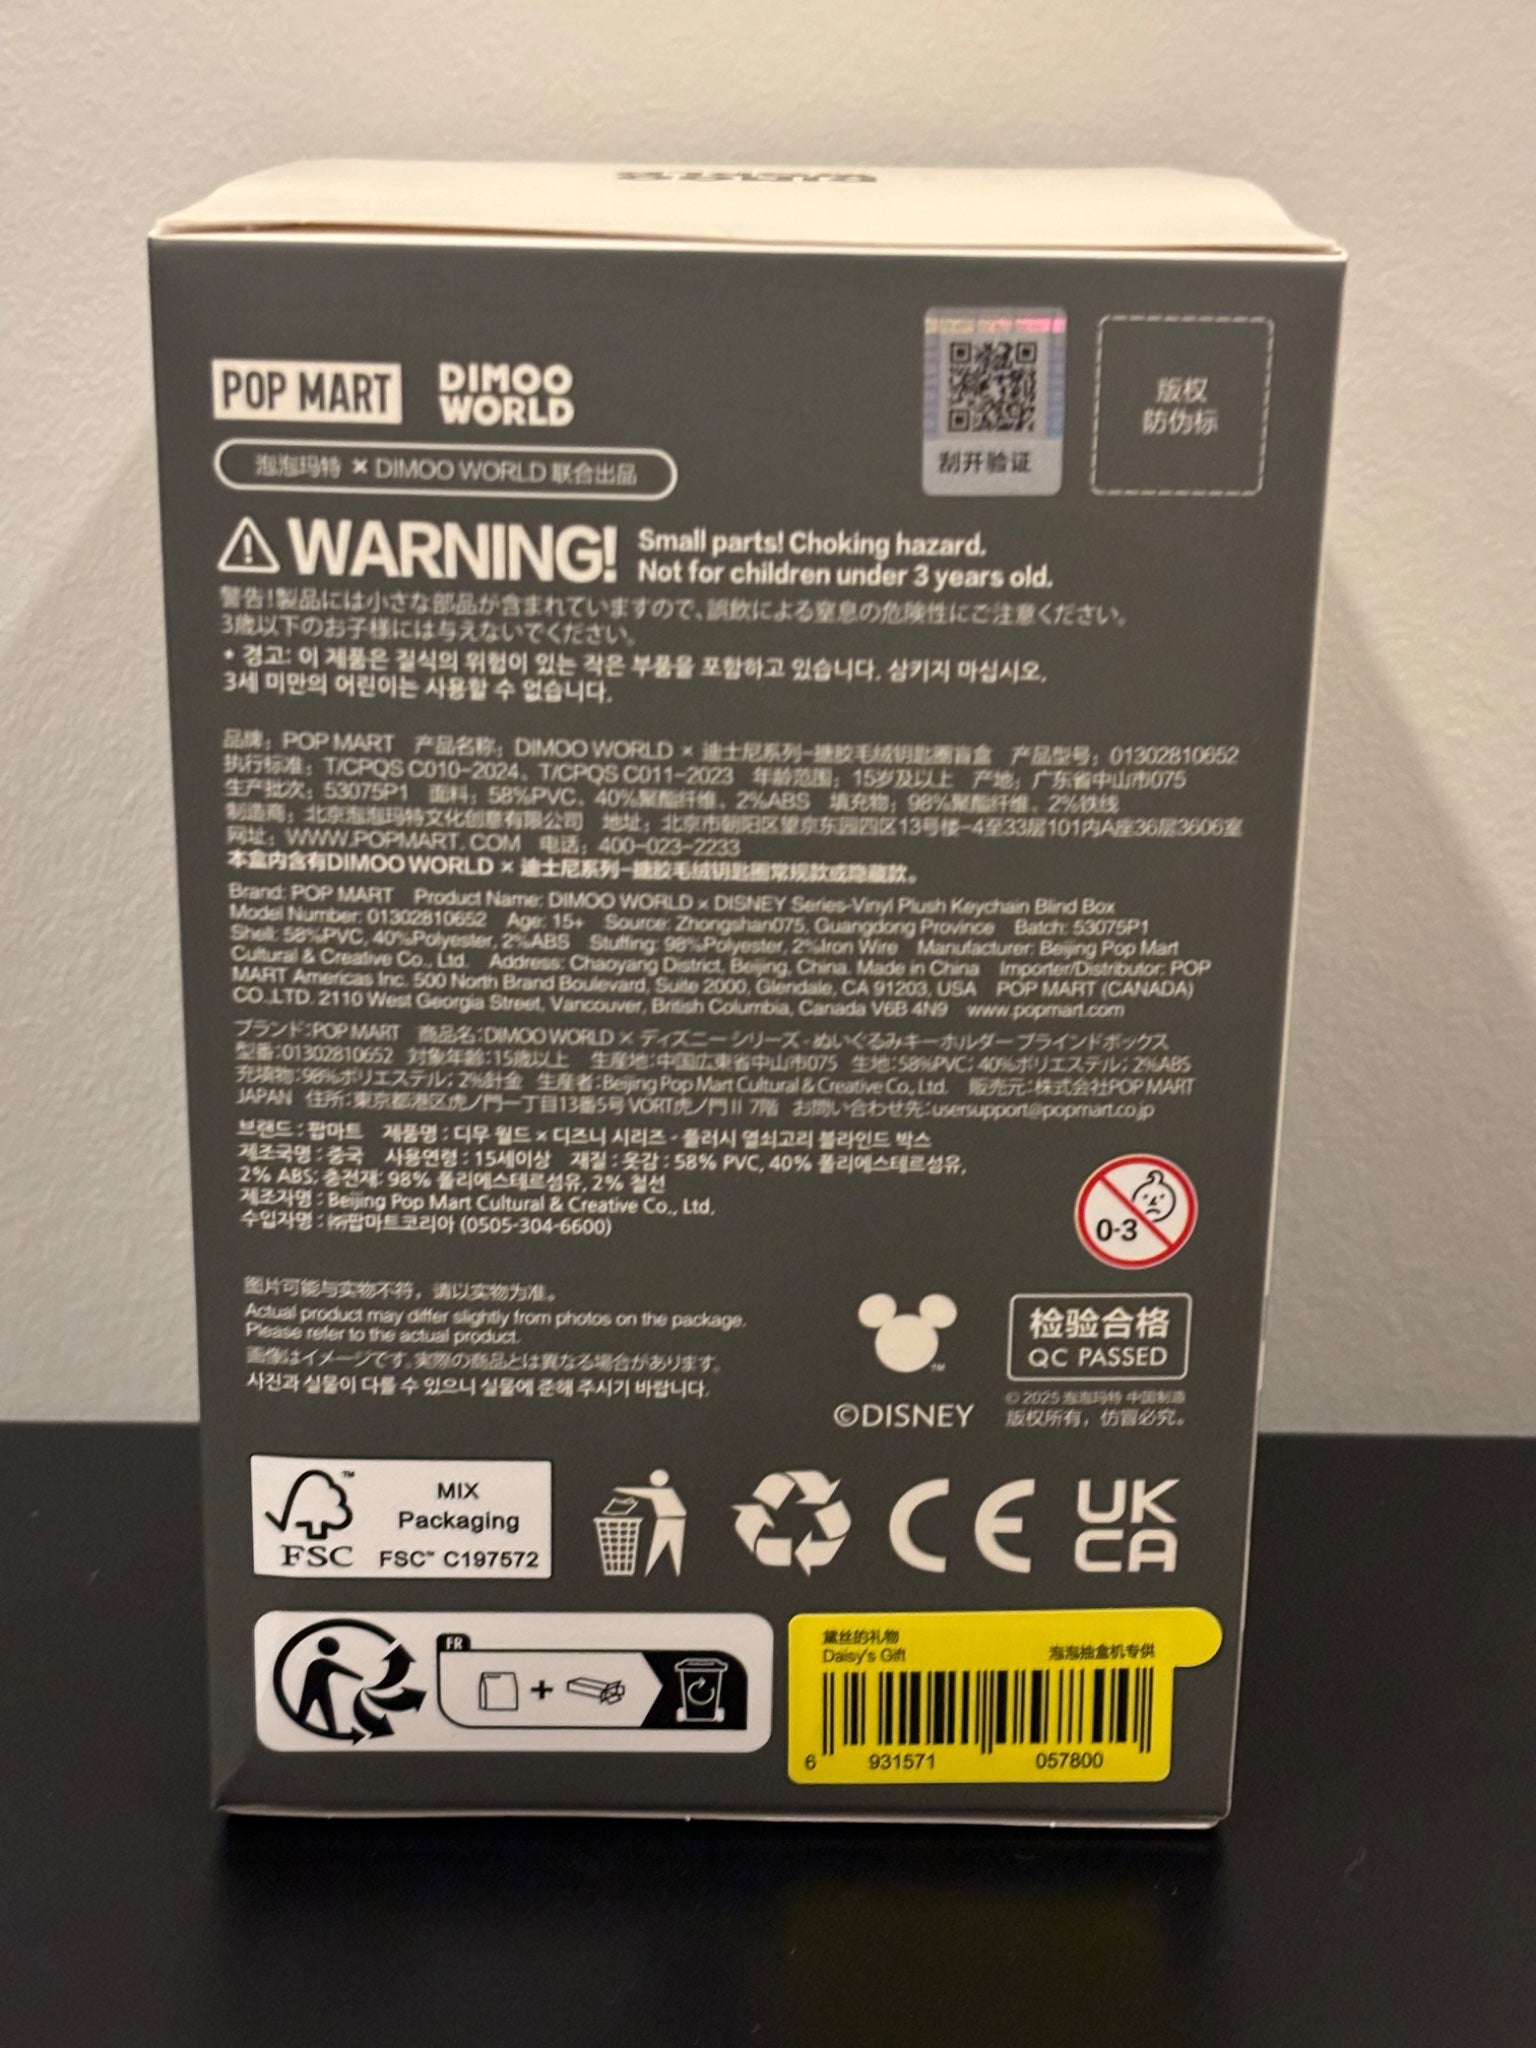 POP MART
DIMOO
WORLD
泡泡玛特 × DIMOO WORLD 联合出品
刮开验证
版权
防伪标
WARNING!
Small parts! Choking hazard.
Not for children under 3 years old.
警告!製品には小さな部品が含まれていますので、誤飲による窒息の危険性にご注意ください。
3歳以下のお子様には与えないでください。
* 경고: 이 제품은 질식의 위험이 있는 작은 부품을 포함하고 있습니다. 삼키지 마십시오.
3세 미만의 어린이는 사용할 수 없습니다.
品牌：POP MART 产品名称：DIMOO WORLD × 迪士尼系列-搪胶毛绒钥匙圈盲盒 产品型号：01302810652
执行标准：T/CPQS C010-2024、T/CPQS C011-2023 年龄范围：15岁及以上 产地：广东省中山市075
生产批次：53075P1 面料：58%PVC、40%聚酯纤维、2%ABS 填充物：98%聚酯纤维、2%铁线
制造商：北京泡泡玛特文化创意有限公司 地址：北京市朝阳区望京东园四区13号楼-4至33层101内A座36层3606室
网址：WWW.POPMART.COM 电话：400-023-2233
本盒内含有DIMOO WORLD × 迪士尼系列-搪胶毛绒钥匙圈常规款或隐藏款。
Brand: POP MART Product Name: DIMOO WORLD × DISNEY Series-Vinyl Plush Keychain Blind Box
Model Number: 01302810652 Age: 15+ Source: Zhongshan075, Guangdong Province Batch: 53075P1
Shell: 58%PVC, 40%Polyester, 2%ABS Stuffing: 98%Polyester, 2%Iron Wire Manufacturer: Beijing Pop Mart
Cultural & Creative Co., Ltd. Address: Chaoyang District, Beijing, China. Made in China Importer/Distributor: POP
MART Americas Inc. 500 North Brand Boulevard, Suite 2000, Glendale, CA 91203, USA POP MART (CANADA)
CO.,LTD. 2110 West Georgia Street, Vancouver, British Columbia, Canada V6B 4N9 www.popmart.com
ブランド:POP MART 商品名:DIMOO WORLD × ディズニー シリーズ - ぬいぐるみキーホルダー ブラインドボックス
型番:01302810652 対象年齢:15歳以上 生産地:中国広東省中山市075 生地:58%PVC; 40%ポリエステル; 2%ABS
充填物:98%ポリエステル; 2%針金 生産者:Beijing Pop Mart Cultural & Creative Co., Ltd. 販売元:株式会社POP MART
JAPAN 住所:東京都港区虎ノ門一丁目13番5号 VORT虎ノ門Ⅱ 7階 お問い合わせ先:usersupport@popmart.co.jp
브랜드 : 팝마트 제품명 : 디무 월드 × 디즈니 시리즈 - 플러시 열쇠고리 블라인드 박스
제조국명 : 중국 사용연령 : 15세이상 재질 : 옷감 : 58% PVC, 40% 폴리에스테르섬유,
2% ABS; 충전재: 98% 폴리에스테르섬유, 2% 철선
제조자명 : Beijing Pop Mart Cultural & Creative Co., Ltd.
수입자명 : ㈜팝마트코리아 (0505-304-6600)
0-3
图片可能与实物不符，请以实物为准。
Actual product may differ slightly from photos on the package.
Please refer to the actual product.
画像はイメージです。実際の商品とは異なる場合があります。
사진과 실물이 다를 수 있으니 실물에 준해 주시기 바랍니다.
TM
©DISNEY
检验合格
QC PASSED
© 2025 泡泡玛特 中国制造
版权所有，仿冒必究。
FSC
MIX
Packaging
FSC™ C197572
CE
UK
CA
FR
黛丝的礼物
Daisy's Gift
泡泡抽盒机专供
6 931571 057800